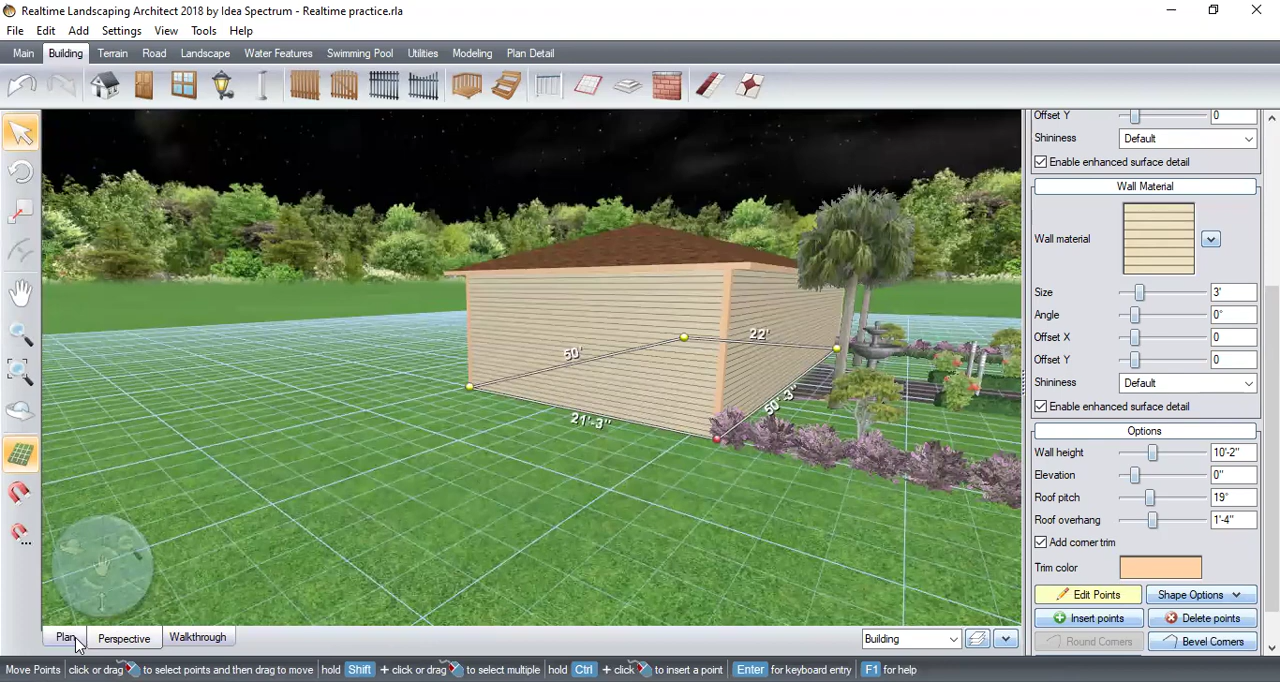 Realtime Landscaping Architect 2018 by Idea Spectrum - Realtime practice.rla
File Edit Add Settings View Tools Help
Main Building Terrain Road Landscape Water Features Swimming Pool Utilities Modeling Plan Detail
Offset Y 0
Shininess Default
Enable enhanced surface detail
Wall Material
Wall material
Size 3'
Angle 0°
Offset X 0
Offset Y 0
Shininess Default
Enable enhanced surface detail
Options
Wall height 10'-2"
Elevation 0"
Roof pitch 19°
Roof overhang 1'-4"
Add corner trim
Trim color
Edit Points Shape Options
Insert points Delete points
Round Corners Bevel Corners
22'
50'
50'-3"
21'-3"
Plan Perspective Walkthrough Building
Move Points click or drag to select points and then drag to move hold Shift + click or drag to select multiple hold Ctrl + click to insert a point Enter for keyboard entry F1 for help